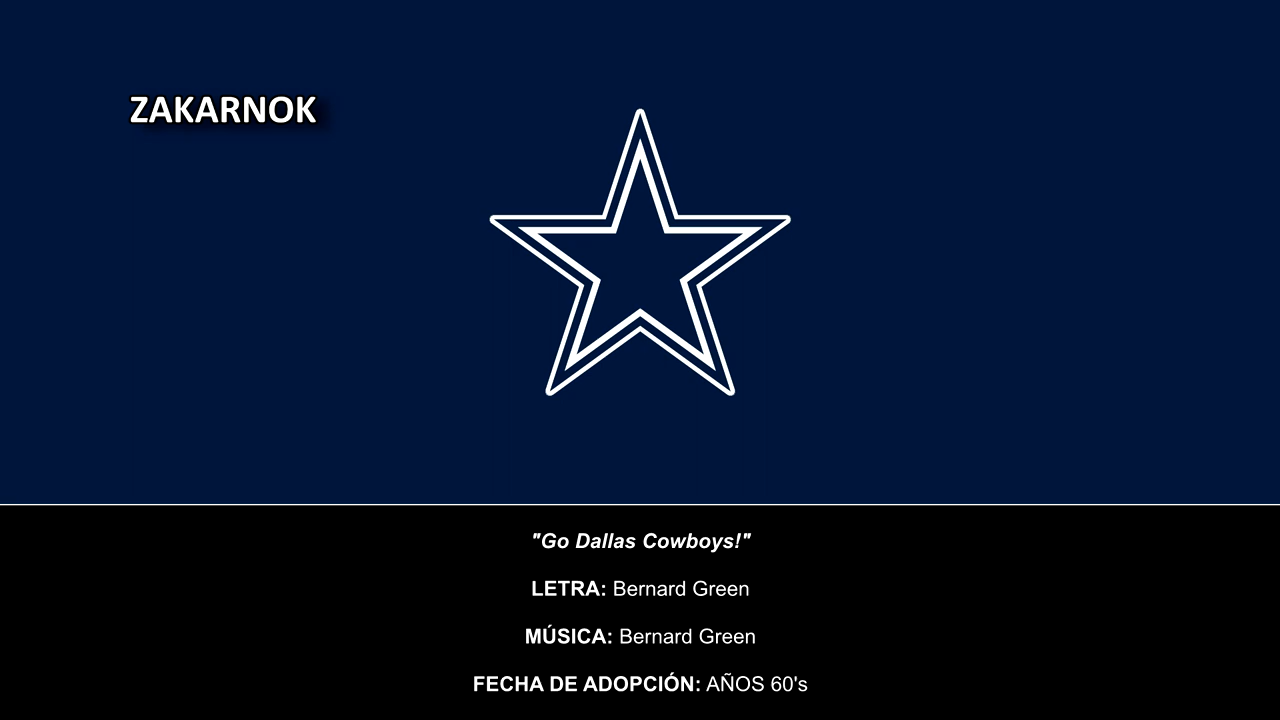 ZAKARNOK
"Go Dallas Cowboys!"
LETRA: Bernard Green
MÚSICA: Bernard Green
FECHA DE ADOPCIÓN: AÑOS 60's